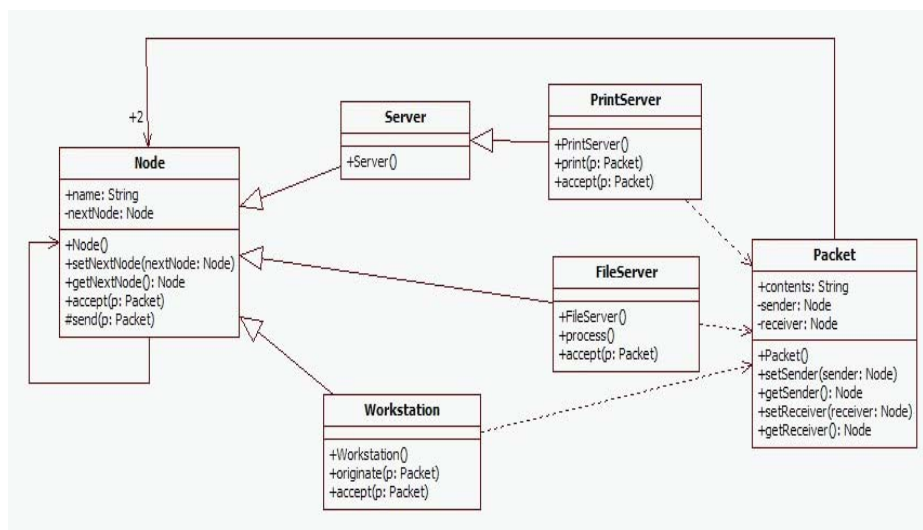 +2
Node
+name: String
-nextNode: Node
+Node()
+setNextNode(nextNode: Node)
+getNextNode(): Node
+accept(p: Packet)
#send(p: Packet)
Server
+Server()
PrintServer
+PrintServer()
+print(p: Packet)
+accept(p: Packet)
FileServer
+FileServer()
+process()
+accept(p: Packet)
Workstation
+Workstation()
+originate(p: Packet)
+accept(p: Packet)
Packet
+contents: String
-sender: Node
-receiver: Node
+Packet()
+setSender(sender: Node)
+getSender(): Node
+setReceiver(receiver: Node)
+getReceiver(): Node